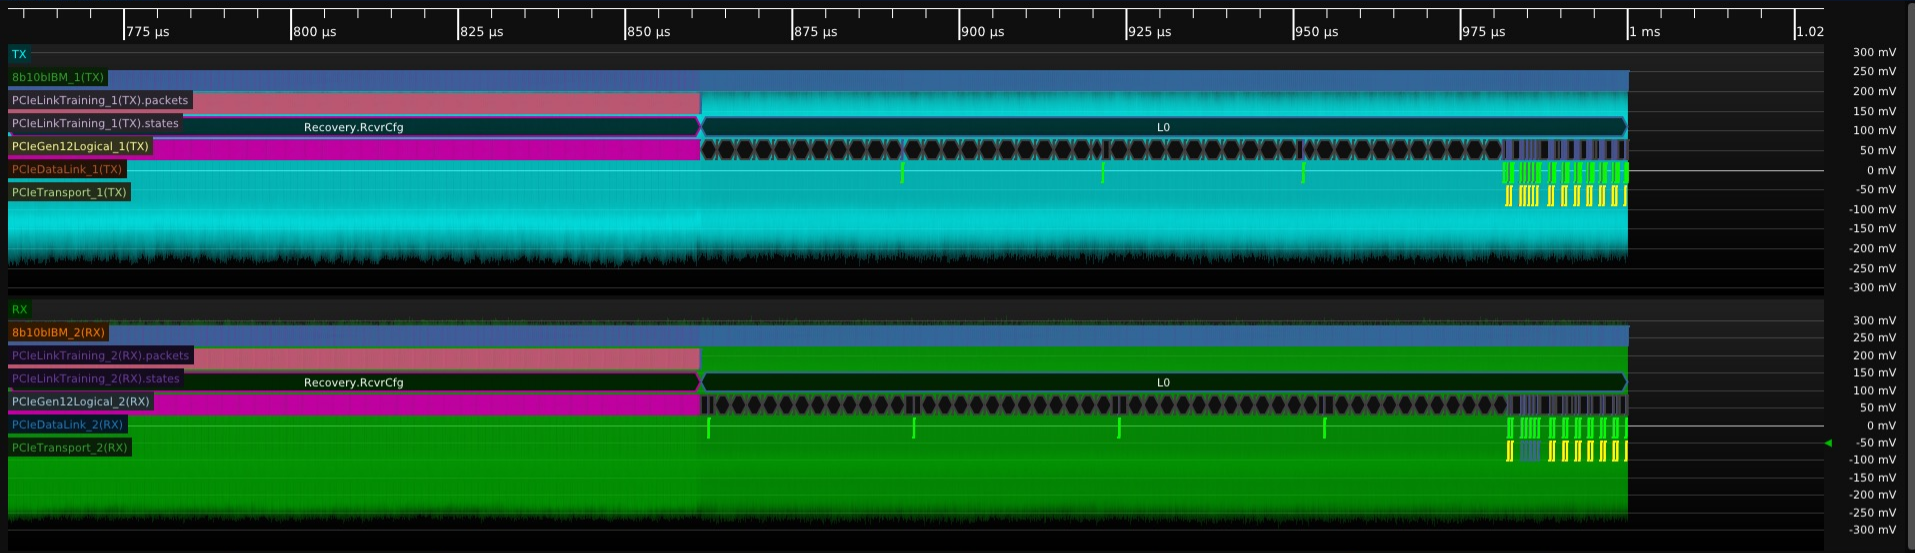 775 µs 800 µs 825 µs 850 µs 875 µs 900 µs 925 µs 950 µs 975 µs 1 ms 1.02
TX
300 mV
8b10bIBM_1(TX)
250 mV
PCIeLinkTraining_1(TX).packets
200 mV
150 mV
PCIeLinkTraining_1(TX).states
Recovery.RcvrCfg
L0
100 mV
PCIeGen12Logical_1(TX)
50 mV
PCIeDataLink_1(TX)
0 mV
PCIeTransport_1(TX)
-50 mV
-100 mV
-150 mV
-200 mV
-250 mV
-300 mV
RX
300 mV
8b10bIBM_2(RX)
250 mV
PCIeLinkTraining_2(RX).packets
200 mV
150 mV
PCIeLinkTraining_2(RX).states
Recovery.RcvrCfg
L0
100 mV
PCIeGen12Logical_2(RX)
50 mV
PCIeDataLink_2(RX)
0 mV
PCIeTransport_2(RX)
-50 mV
-100 mV
-150 mV
-200 mV
-250 mV
-300 mV